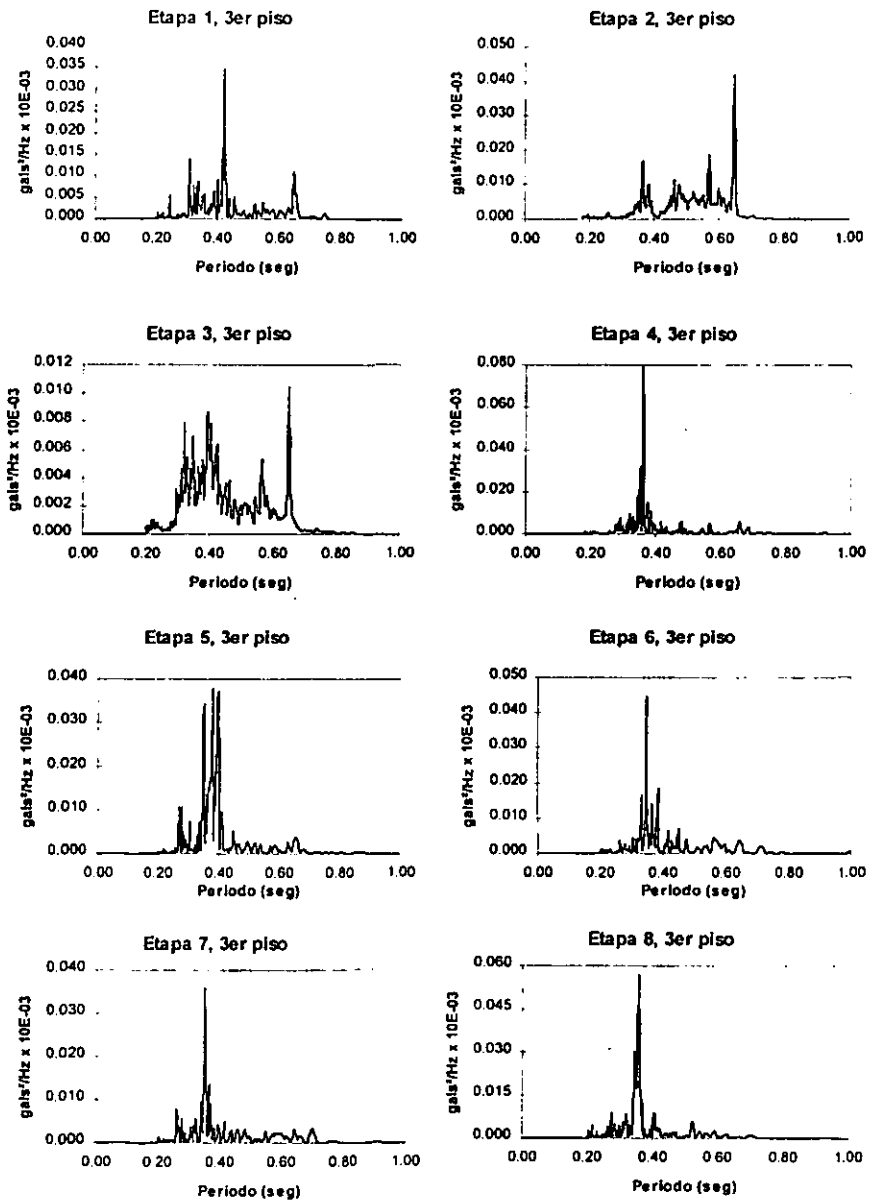 Etapa 1, 3er piso
gals²/Hz x 10E-03
0.040
0.035
0.030
0.025
0.020
0.015
0.010
0.005
0.000
0.00 0.20 0.40 0.60 0.80 1.00
Periodo (seg)
Etapa 2, 3er piso
gals²/Hz x 10E-03
0.050
0.040
0.030
0.020
0.010
0.000
0.00 0.20 0.40 0.60 0.80 1.00
Periodo (seg)
Etapa 3, 3er piso
gals²/Hz x 10E-03
0.012
0.010
0.008
0.006
0.004
0.002
0.000
0.00 0.20 0.40 0.60 0.80 1.00
Periodo (seg)
Etapa 4, 3er piso
gals²/Hz x 10E-03
0.080
0.060
0.040
0.020
0.000
0.00 0.20 0.40 0.60 0.80 1.00
Periodo (seg)
Etapa 5, 3er piso
gals²/Hz x 10E-03
0.040
0.030
0.020
0.010
0.000
0.00 0.20 0.40 0.60 0.80 1.00
Periodo (seg)
Etapa 6, 3er piso
gals²/Hz x 10E-03
0.050
0.040
0.030
0.020
0.010
0.000
0.00 0.20 0.40 0.60 0.80 1.00
Periodo (seg)
Etapa 7, 3er piso
gals²/Hz x 10E-03
0.040
0.030
0.020
0.010
0.000
0.00 0.20 0.40 0.60 0.80 1.00
Periodo (seg)
Etapa 8, 3er piso
gals²/Hz x 10E-03
0.060
0.045
0.030
0.015
0.000
0.00 0.20 0.40 0.60 0.80 1.00
Periodo (seg)